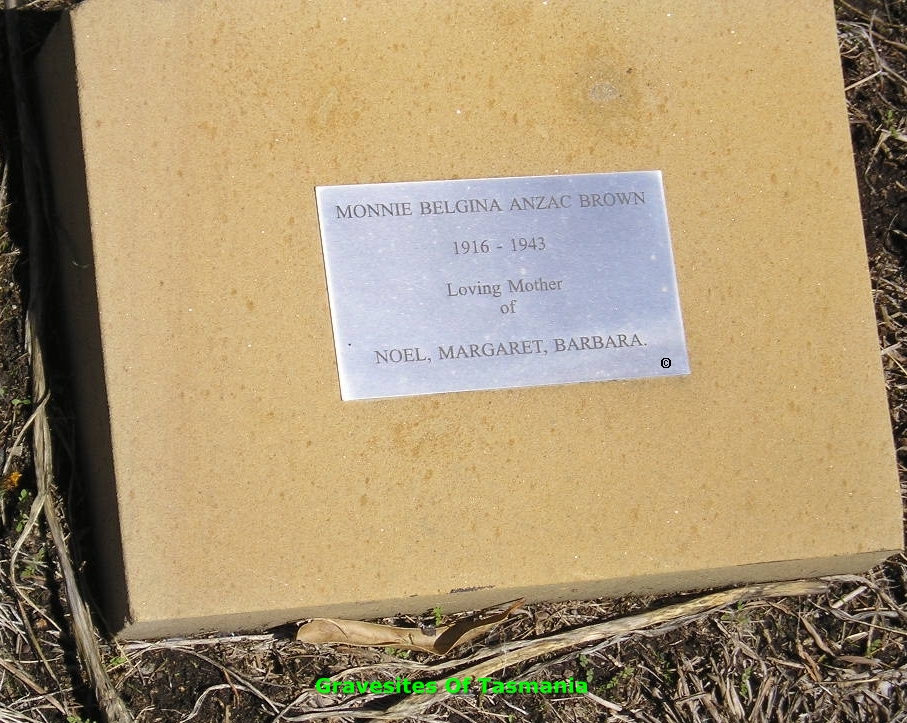 MONNIE BELGINA ANZAC BROWN
1916 - 1943
Loving Mother
of
NOEL, MARGARET, BARBARA.
©
Gravesites Of Tasmania